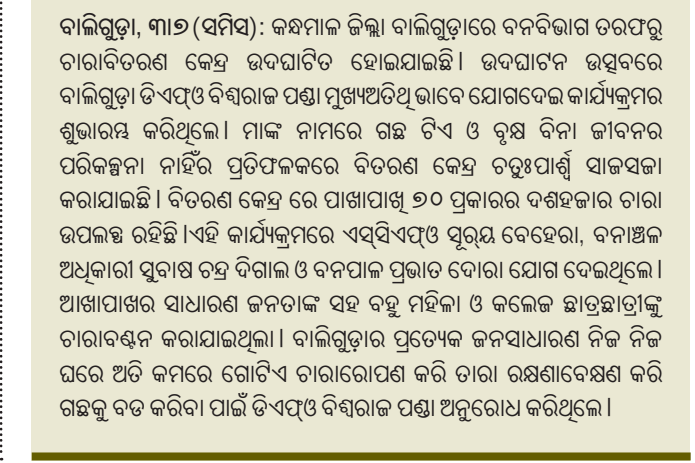 ବାଲିଗୁଡ଼ା, ୩।୭ (ସମିସ): କନ୍ଧମାଳ ଜିଲ୍ଲା ବାଲିଗୁଡ଼ାରେ ବନବିଭାଗ ତରଫରୁ
ଚାରାବିତରଣ କେନ୍ଦ୍ର ଉଦଘାଟିତ ହୋଇଯାଇଛି। ଉଦଘାଟନ ଉତ୍ସବରେ
ବାଲିଗୁଡ଼ା ଡିଏଫ୍ଓ ବିଶ୍ୱରାଜ ପଣ୍ଡା ମୁଖ୍ୟଅତିଥି ଭାବେ ଯୋଗଦେଇ କାର୍ଯ୍ୟକ୍ରମର
ଶୁଭାରମ୍ଭ କରିଥିଲେ। ମାଙ୍କ ନାମରେ ଗଛ ଟିଏ ଓ ବୃକ୍ଷ ବିନା ଜୀବନର
ପରିକଳ୍ପନା ନାହିଁର ପ୍ରତିଫଳକରେ ବିତରଣ କେନ୍ଦ୍ର ଚତୁଃପାର୍ଶ୍ୱ ସାଜସଜା
କରାଯାଇଛି। ବିତରଣ କେନ୍ଦ୍ର ରେ ପାଖାପାଖି ୭୦ ପ୍ରକାରର ଦଶହଜାର ଚାରା
ଉପଲବ୍ଧ ରହିଛି।ଏହି କାର୍ଯ୍ୟକ୍ରମରେ ଏସ୍‌ସିଏଫ୍ଓ ସୂର୍ଯ୍ୟ ବେହେରା, ବନାଞ୍ଚଳ
ଅଧିକାରୀ ସୁବାଷ ଚନ୍ଦ୍ର ଦିଗାଲ ଓ ବନପାଳ ପ୍ରଭାତ ଦୋରା ଯୋଗ ଦେଇଥିଲେ।
ଆଖାପାଖର ସାଧାରଣ ଜନତାଙ୍କ ସହ ବହୁ ମହିଳା ଓ କଲେଜ ଛାତ୍ରଛାତ୍ରୀଙ୍କୁ
ଚାରାବଣ୍ଟନ କରାଯାଇଥିଲା। ବାଲିଗୁଡ଼ାର ପ୍ରତ୍ୟେକ ଜନସାଧାରଣ ନିଜ ନିଜ
ଘରେ ଅତି କମରେ ଗୋଟିଏ ଚାରାରୋପଣ କରି ତାରା ରକ୍ଷଣାବେକ୍ଷଣ କରି
ଗଛକୁ ବଡ କରିବା ପାଇଁ ଡିଏଫ୍ଓ ବିଶ୍ୱରାଜ ପଣ୍ଡା ଅନୁରୋଧ କରିଥିଲେ।